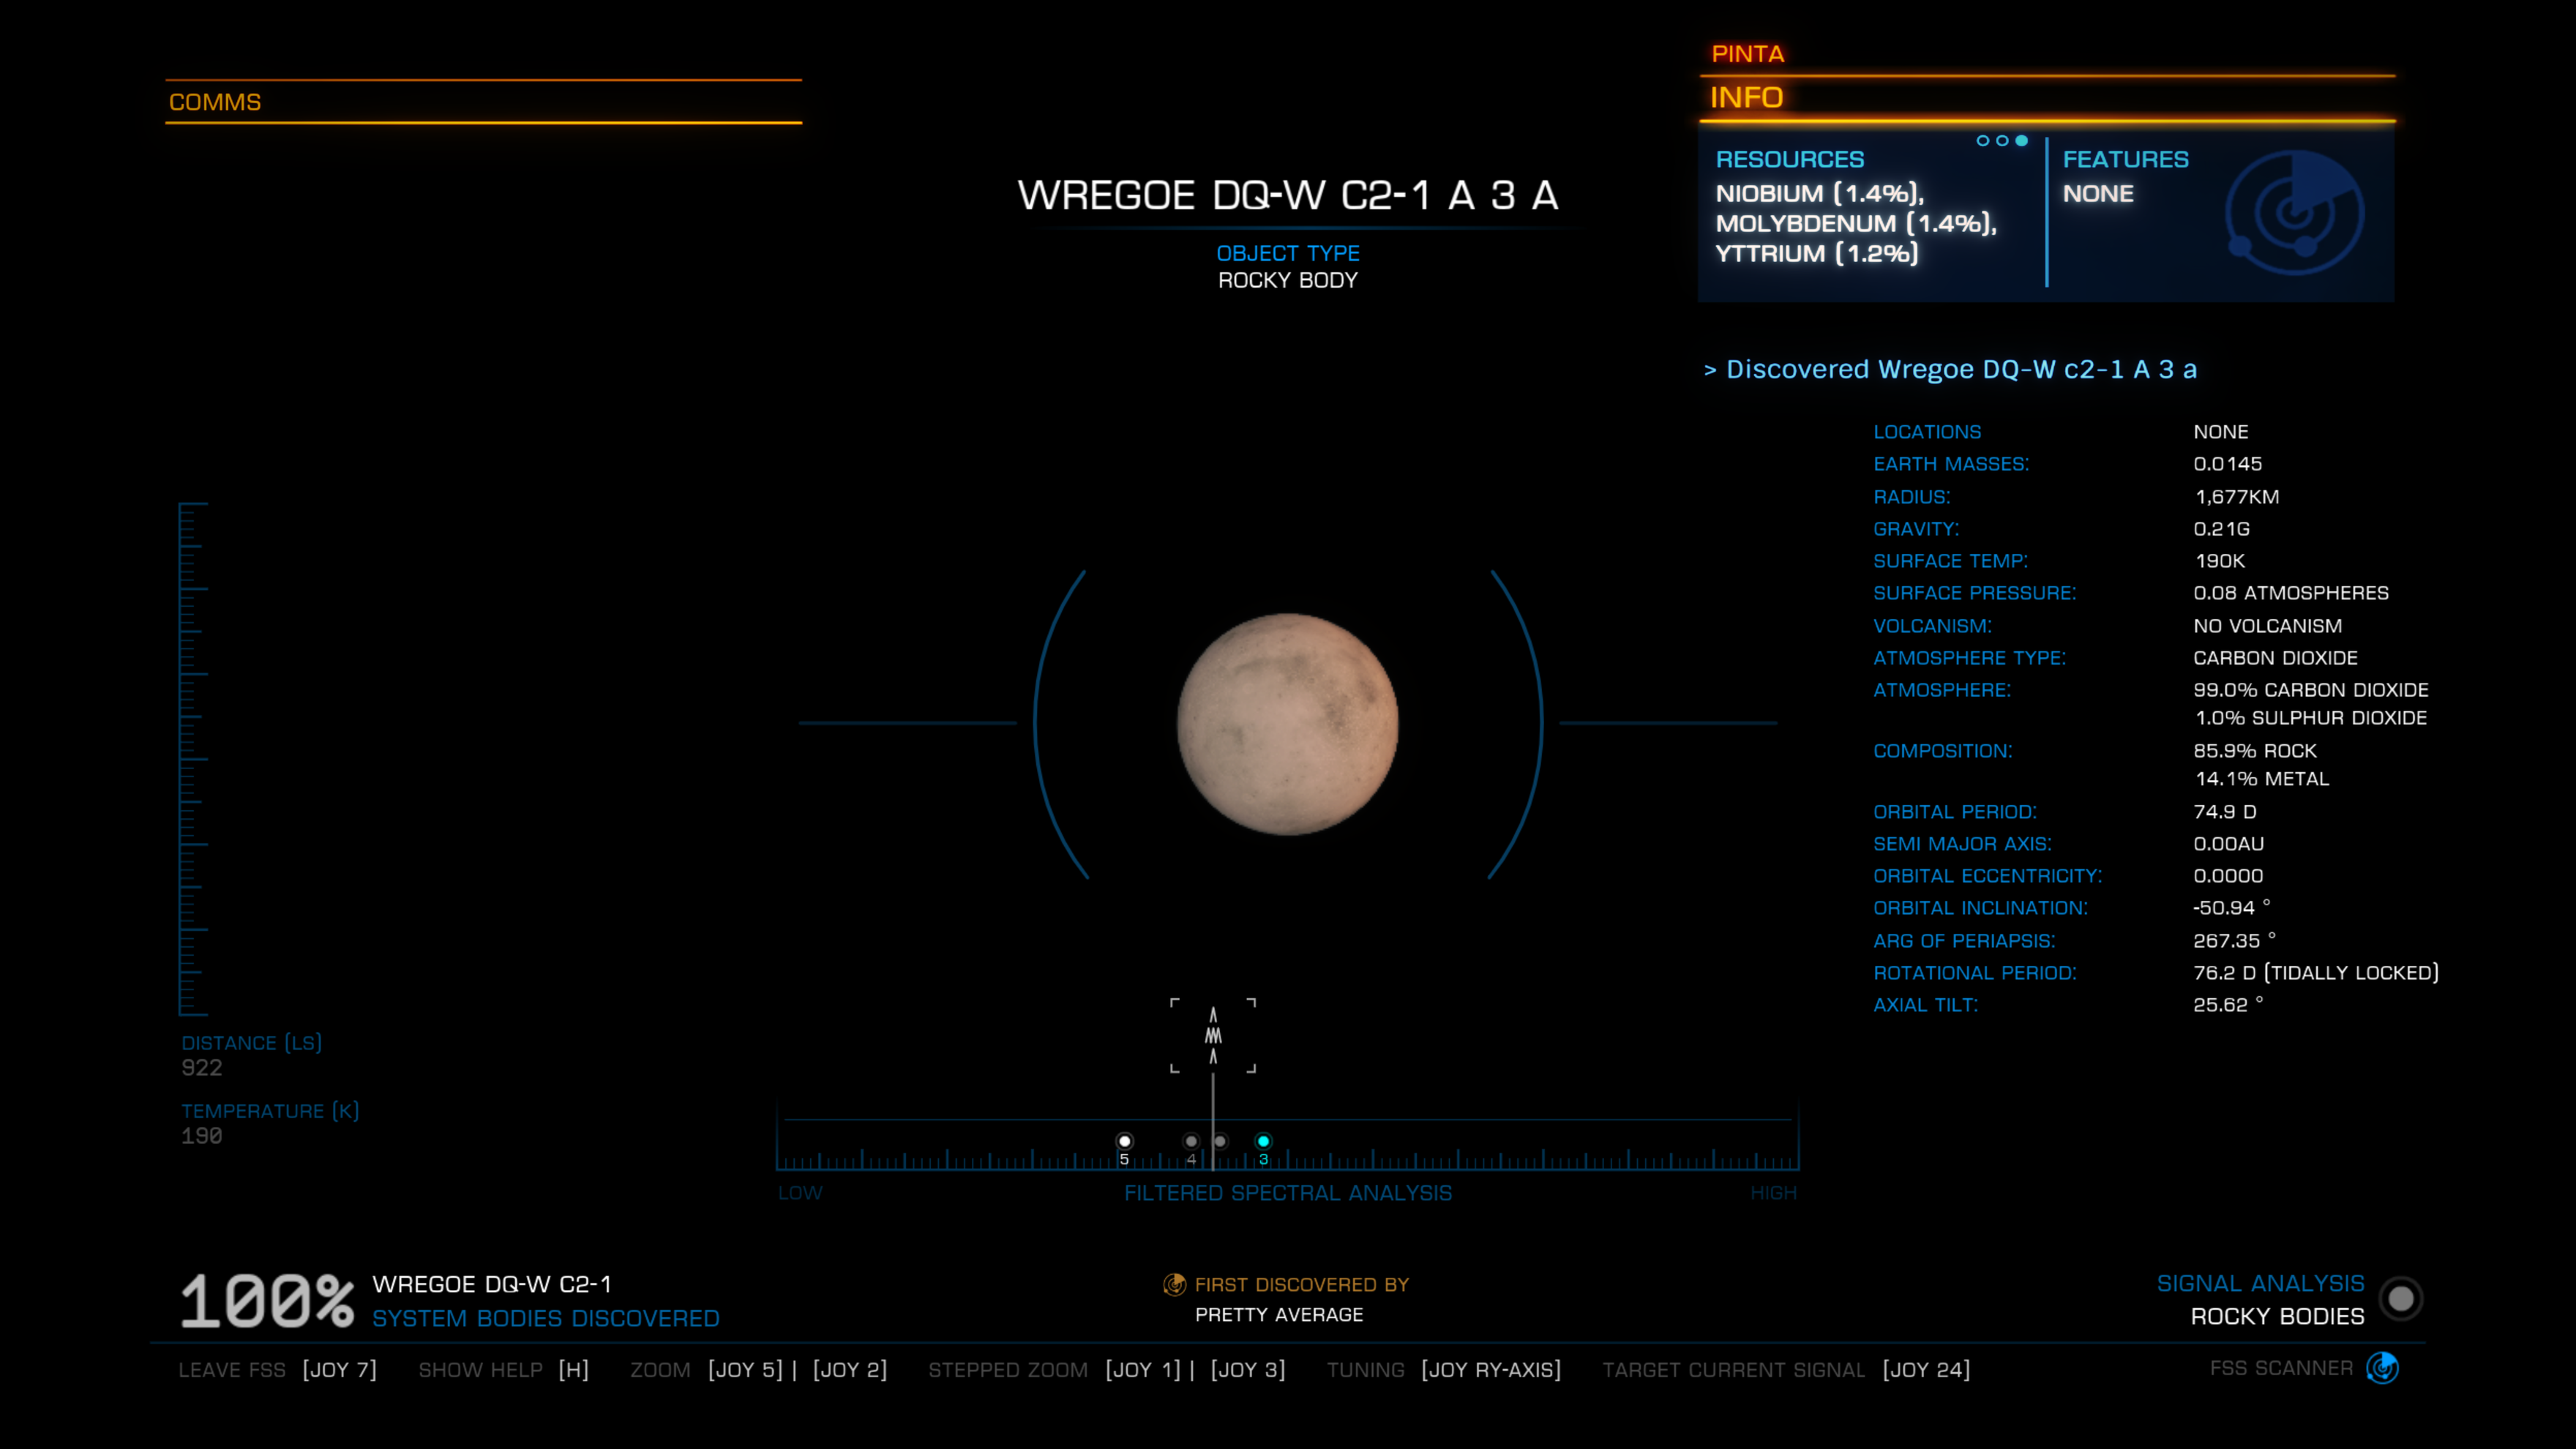 PINTA
COMMS
INFO
RESOURCES
NIOBIUM (1.4%),
MOLYBDENUM (1.4%),
YTTRIUM (1.2%)
FEATURES
NONE
WREGOE DQ-W C2-1 A 3 A
OBJECT TYPE
ROCKY BODY
> Discovered Wregoe DQ-W c2-1 A 3 a
LOCATIONS NONE
EARTH MASSES: 0.0145
RADIUS: 1,677KM
GRAVITY: 0.21G
SURFACE TEMP: 190K
SURFACE PRESSURE: 0.08 ATMOSPHERES
VOLCANISM: NO VOLCANISM
ATMOSPHERE TYPE: CARBON DIOXIDE
ATMOSPHERE: 99.0% CARBON DIOXIDE
1.0% SULPHUR DIOXIDE
COMPOSITION: 85.9% ROCK
14.1% METAL
ORBITAL PERIOD: 74.9 D
SEMI MAJOR AXIS: 0.00AU
ORBITAL ECCENTRICITY: 0.0000
ORBITAL INCLINATION: -50.94 °
ARG OF PERIAPSIS: 267.35 °
ROTATIONAL PERIOD: 76.2 D (TIDALLY LOCKED)
AXIAL TILT: 25.62 °
DISTANCE (LS)
922
TEMPERATURE (K)
190
5 4 3
LOW FILTERED SPECTRAL ANALYSIS HIGH
100%
WREGOE DQ-W C2-1
SYSTEM BODIES DISCOVERED
FIRST DISCOVERED BY
PRETTY AVERAGE
SIGNAL ANALYSIS
ROCKY BODIES
LEAVE FSS [JOY 7] SHOW HELP [H] ZOOM [JOY 5] | [JOY 2] STEPPED ZOOM [JOY 1] | [JOY 3] TUNING [JOY RY-AXIS] TARGET CURRENT SIGNAL [JOY 24] FSS SCANNER